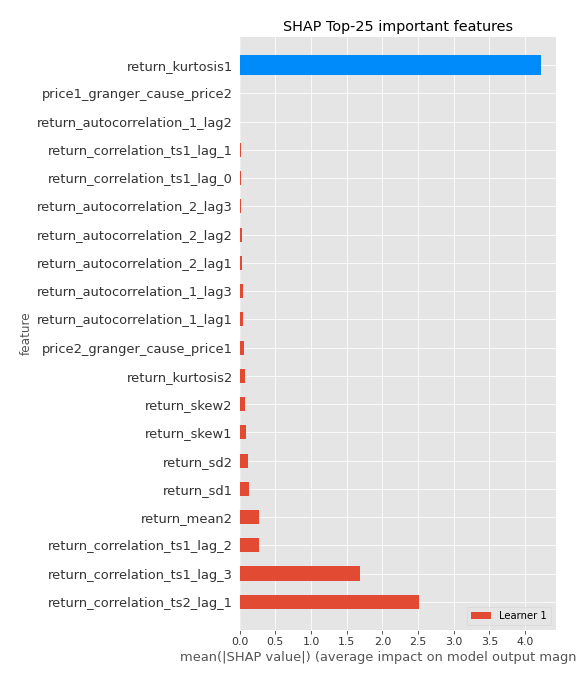 SHAP Top-25 important features
return_kurtosis1
price1_granger_cause_price2
return_autocorrelation_1_lag2
return_correlation_ts1_lag_1
return_correlation_ts1_lag_0
return_autocorrelation_2_lag3
return_autocorrelation_2_lag2
return_autocorrelation_2_lag1
return_autocorrelation_1_lag3
return_autocorrelation_1_lag1
price2_granger_cause_price1
return_kurtosis2
return_skew2
return_skew1
return_sd2
return_sd1
return_mean2
return_correlation_ts1_lag_2
return_correlation_ts1_lag_3
return_correlation_ts2_lag_1
feature
Learner 1
0.0 0.5 1.0 1.5 2.0 2.5 3.0 3.5 4.0
mean(|SHAP value|) (average impact on model output magn